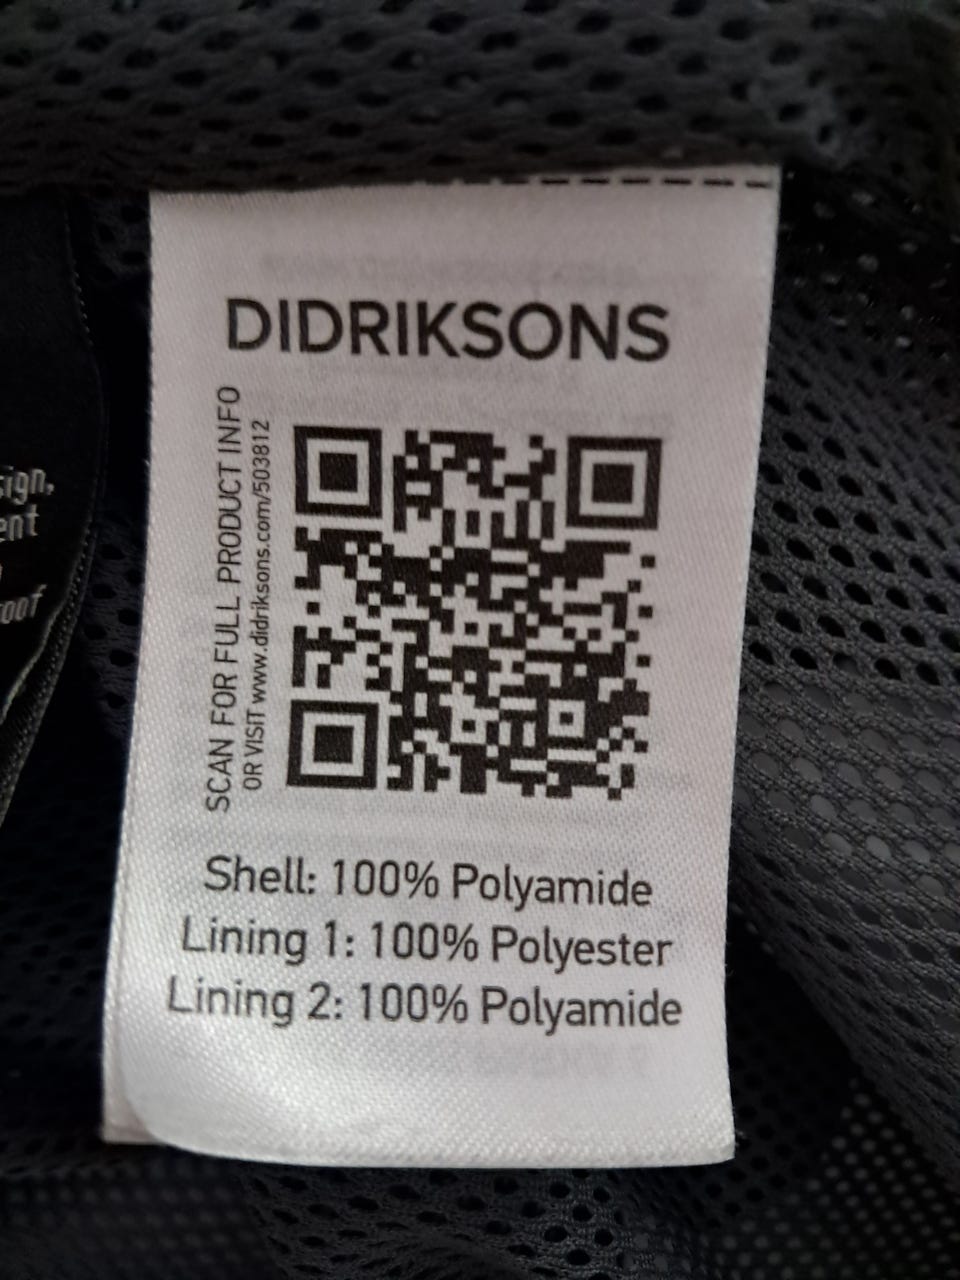 DIDRIKSONS
SCAN FOR FULL PRODUCT INFO
OR VISIT www.didriksons.com/503812
Shell: 100% Polyamide
Lining 1: 100% Polyester
Lining 2: 100% Polyamide